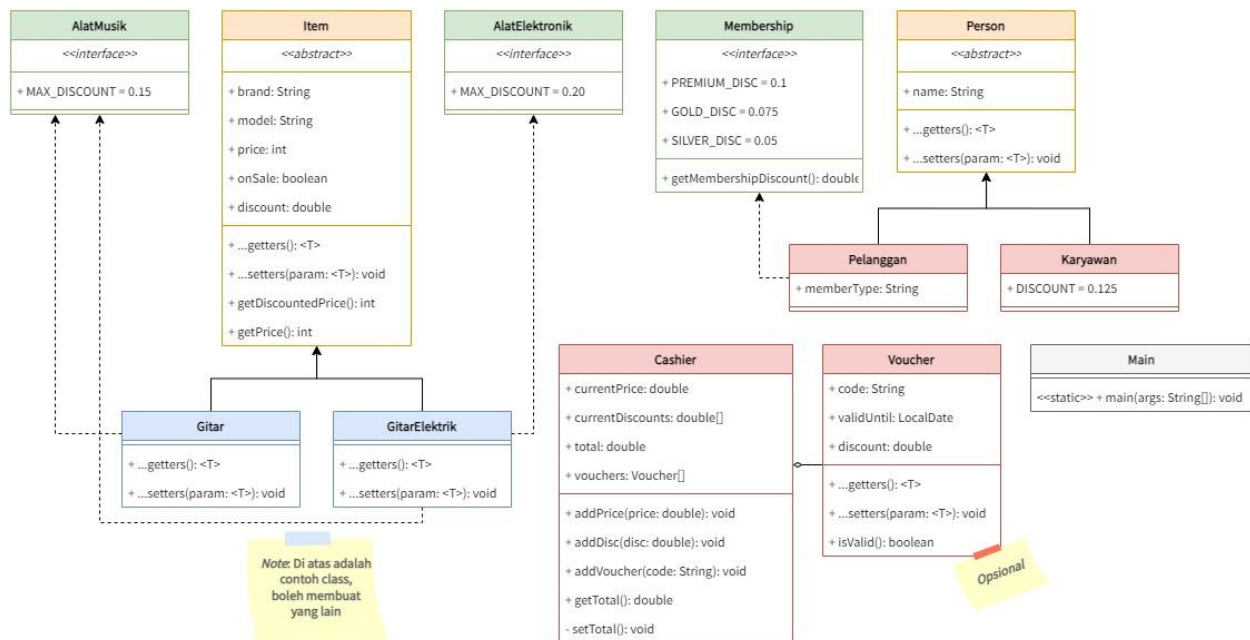 AlatMusik
<<interface>>
+ MAX_DISCOUNT = 0.15
Item
<<abstract>>
+ brand: String
+ model: String
+ price: int
+ onSale: boolean
+ discount: double
+ ...getters(): <T>
+ ...setters(param: <T>): void
+ getDiscountedPrice(): int
+ getPrice(): int
AlatElektronik
<<interface>>
+ MAX_DISCOUNT = 0.20
Membership
<<interface>>
+ PREMIUM_DISC = 0.1
+ GOLD_DISC = 0.075
+ SILVER_DISC = 0.05
+ getMembershipDiscount(): double
Person
<<abstract>>
+ name: String
+ ...getters(): <T>
+ ...setters(param: <T>): void
Pelanggan
+ memberType: String
Karyawan
+ DISCOUNT = 0.125
Gitar
+ ...getters(): <T>
+ ...setters(param: <T>): void
GitarElektrik
+ ...getters(): <T>
+ ...setters(param: <T>): void
Note: Di atas adalah
contoh class,
boleh membuat
yang lain
Cashier
+ currentPrice: double
+ currentDiscounts: double[]
+ total: double
+ vouchers: Voucher[]
+ addPrice(price: double): void
+ addDisc(disc: double): void
+ addVoucher(code: String): void
+ getTotal(): double
- setTotal(): void
Voucher
+ code: String
+ validUntil: LocalDate
+ discount: double
+ ...getters(): <T>
+ ...setters(param: <T>): void
+ isValid(): boolean
Opsional
Main
<<static>> + main(args: String[]): void